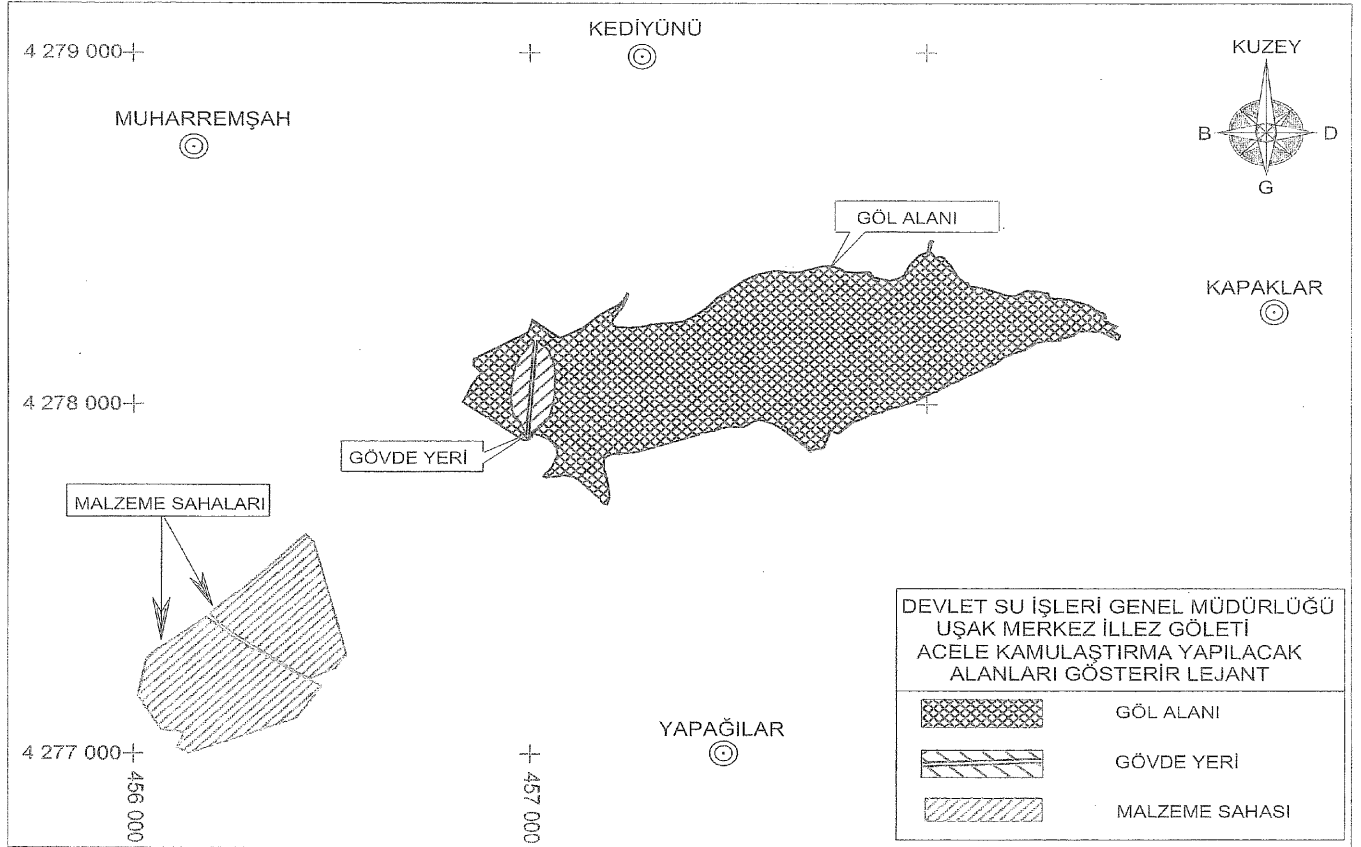 KEDİYÜNÜ
4 279 000
KUZEY
MUHARREMŞAH
B
D
G
GÖL ALANI
KAPAKLAR
4 278 000
GÖVDE YERİ
MALZEME SAHALARI
DEVLET SU İŞLERİ GENEL MÜDÜRLÜĞÜ
UŞAK MERKEZ İLLEZ GÖLETİ
ACELE KAMULAŞTIRMA YAPILACAK
ALANLARI GÖSTERİR LEJANT
GÖL ALANI
GÖVDE YERİ
MALZEME SAHASI
YAPAĞILAR
4 277 000
456 000
457 000